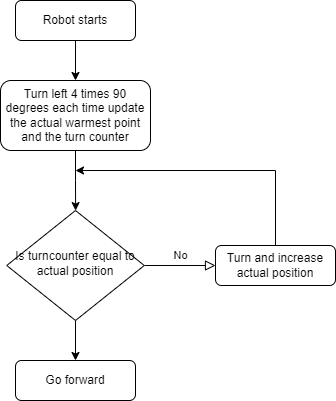 Robot starts
Turn left 4 times 90
degrees each time update
the actual warmest point
and the turn counter
Is turncounter equal to
actual position
No
Turn and increase
actual position
Go forward